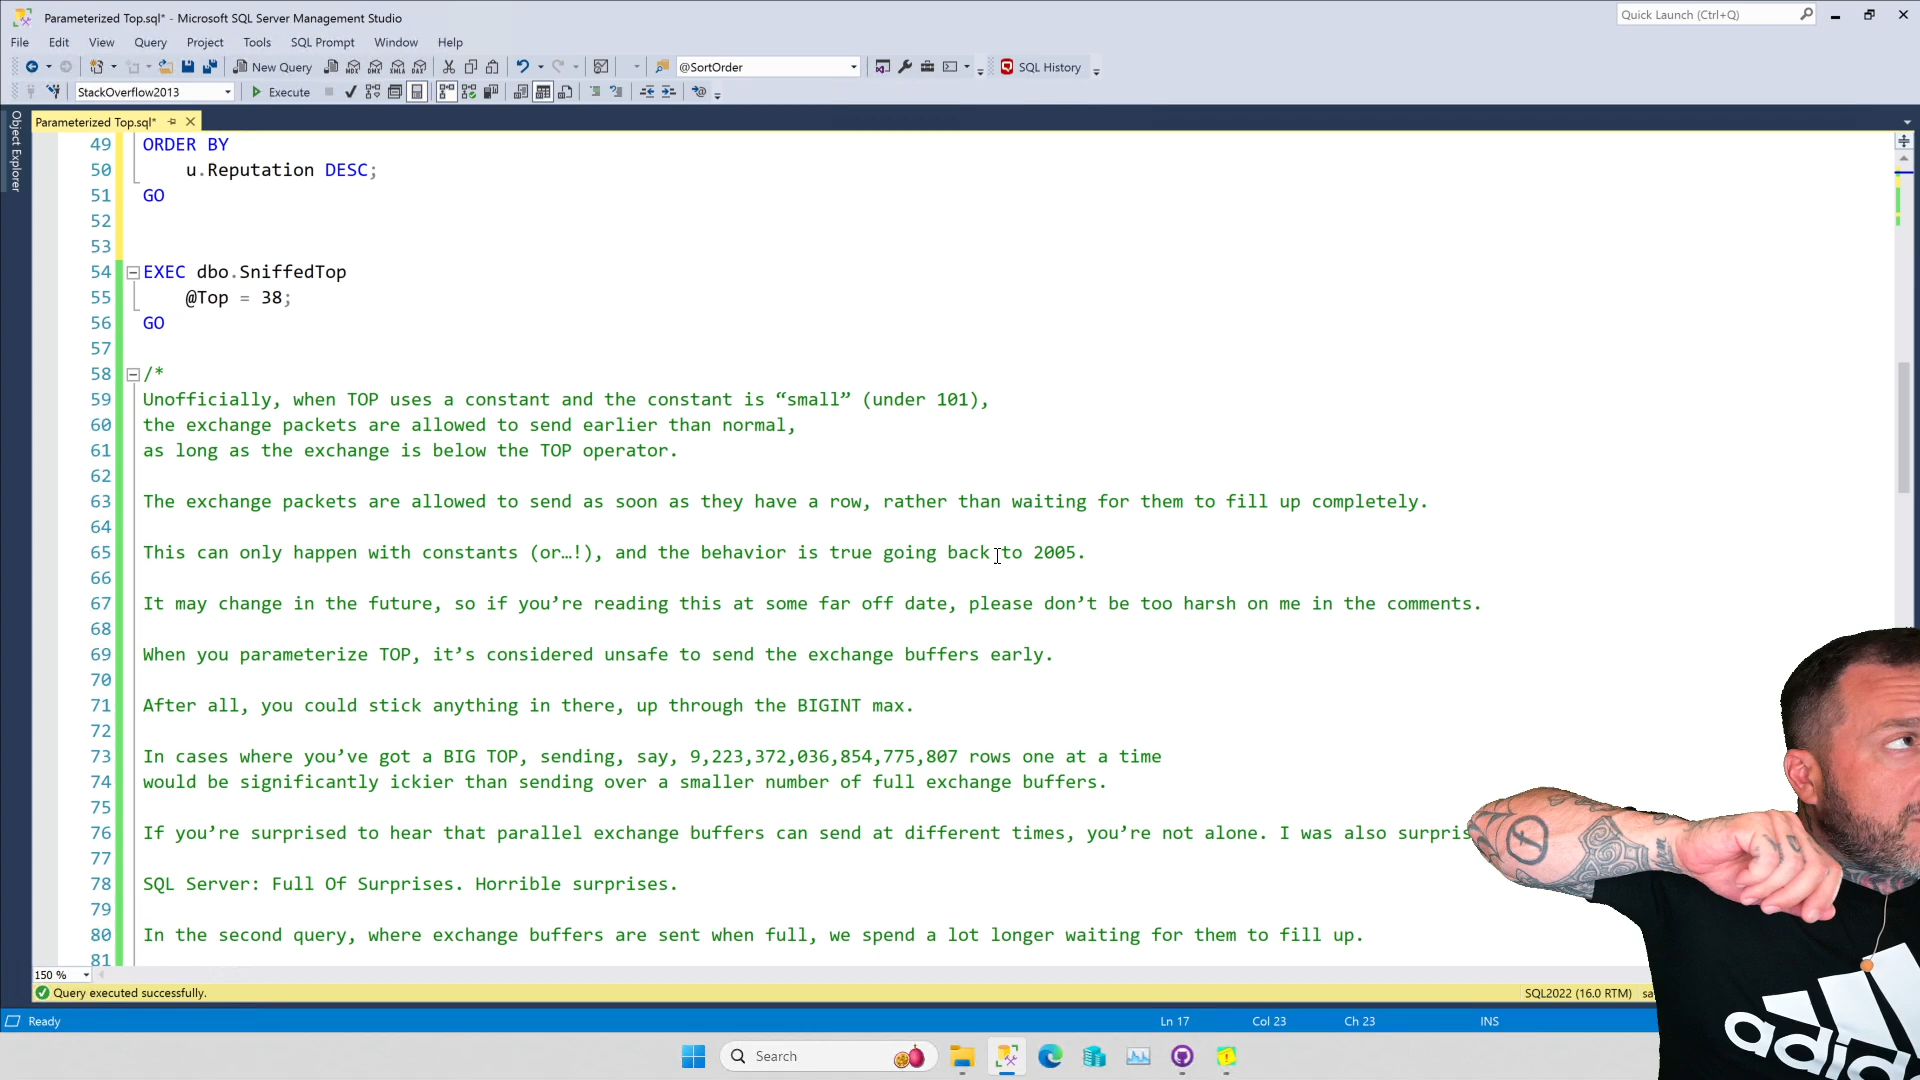 Parameterized Top.sql* - Microsoft SQL Server Management Studio
Quick Launch (Ctrl+Q)
File Edit View Query Project Tools SQL Prompt Window Help
New Query
@SortOrder
SQL History
StackOverflow2013
Execute
Object Explorer
Parameterized Top.sql*
49 ORDER BY
50 u.Reputation DESC;
51 GO
52
53
54 EXEC dbo.SniffedTop
55 @Top = 38;
56 GO
57
58 /*
59 Unofficially, when TOP uses a constant and the constant is “small” (under 101),
60 the exchange packets are allowed to send earlier than normal,
61 as long as the exchange is below the TOP operator.
62
63 The exchange packets are allowed to send as soon as they have a row, rather than waiting for them to fill up completely.
64
65 This can only happen with constants (or…!), and the behavior is true going back to 2005.
66
67 It may change in the future, so if you’re reading this at some far off date, please don’t be too harsh on me in the comments.
68
69 When you parameterize TOP, it’s considered unsafe to send the exchange buffers early.
70
71 After all, you could stick anything in there, up through the BIGINT max.
72
73 In cases where you’ve got a BIG TOP, sending, say, 9,223,372,036,854,775,807 rows one at a time
74 would be significantly ickier than sending over a smaller number of full exchange buffers.
75
76 If you’re surprised to hear that parallel exchange buffers can send at different times, you’re not alone. I was also surpris
77
78 SQL Server: Full Of Surprises. Horrible surprises.
79
80 In the second query, where exchange buffers are sent when full, we spend a lot longer waiting for them to fill up.
81
150 %
Query executed successfully.
SQL2022 (16.0 RTM)
sa
Ready
Ln 17 Col 23 Ch 23 INS
Search
adidas